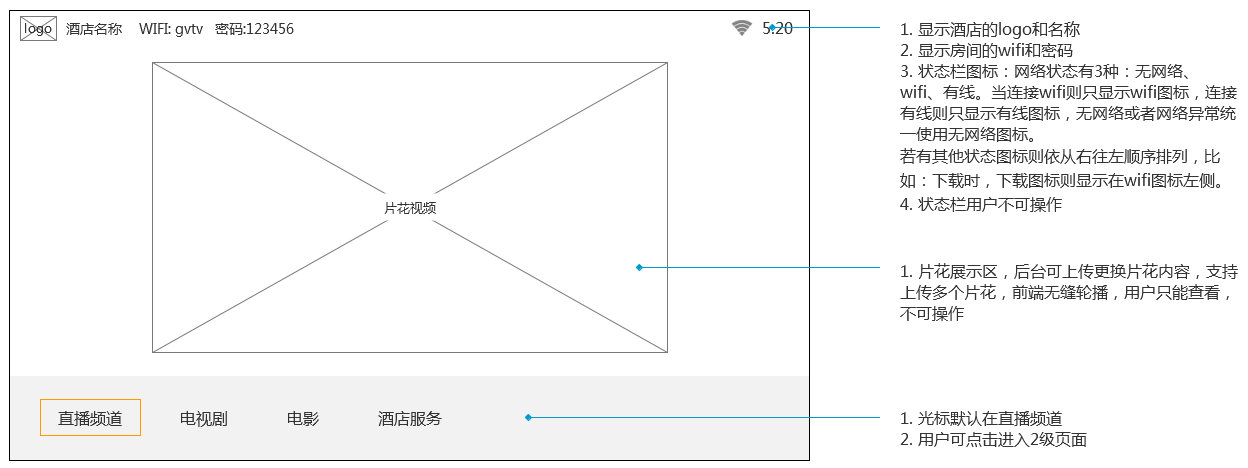 logo 酒店名称 WIFI: gvtv 密码:123456 5:20
片花视频
直播频道 电视剧 电影 酒店服务
1. 显示酒店的logo和名称
2. 显示房间的wifi和密码
3. 状态栏图标：网络状态有3种：无网络、
wifi、有线。当连接wifi则只显示wifi图标，连接
有线则只显示有线图标，无网络或者网络异常统
一使用无网络图标。
若有其他状态图标则依从右往左顺序排列，比
如：下载时，下载图标则显示在wifi图标左侧。
4. 状态栏用户不可操作
1. 片花展示区，后台可上传更换片花内容，支持
上传多个片花，前端无缝轮播，用户只能查看，
不可操作
1. 光标默认在直播频道
2. 用户可点击进入2级页面